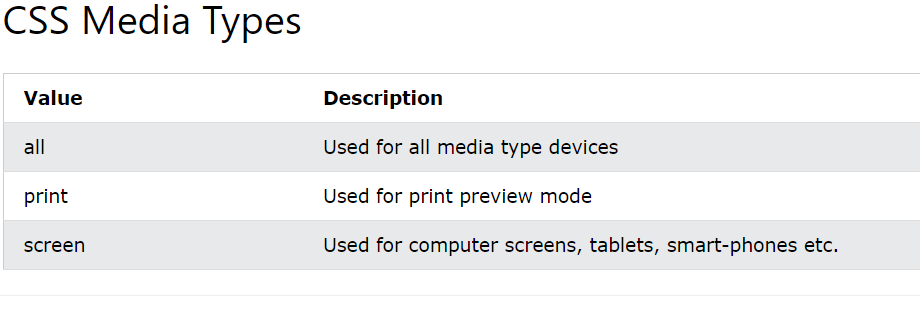 CSS Media Types
Value Description
all Used for all media type devices
print Used for print preview mode
screen Used for computer screens, tablets, smart-phones etc.